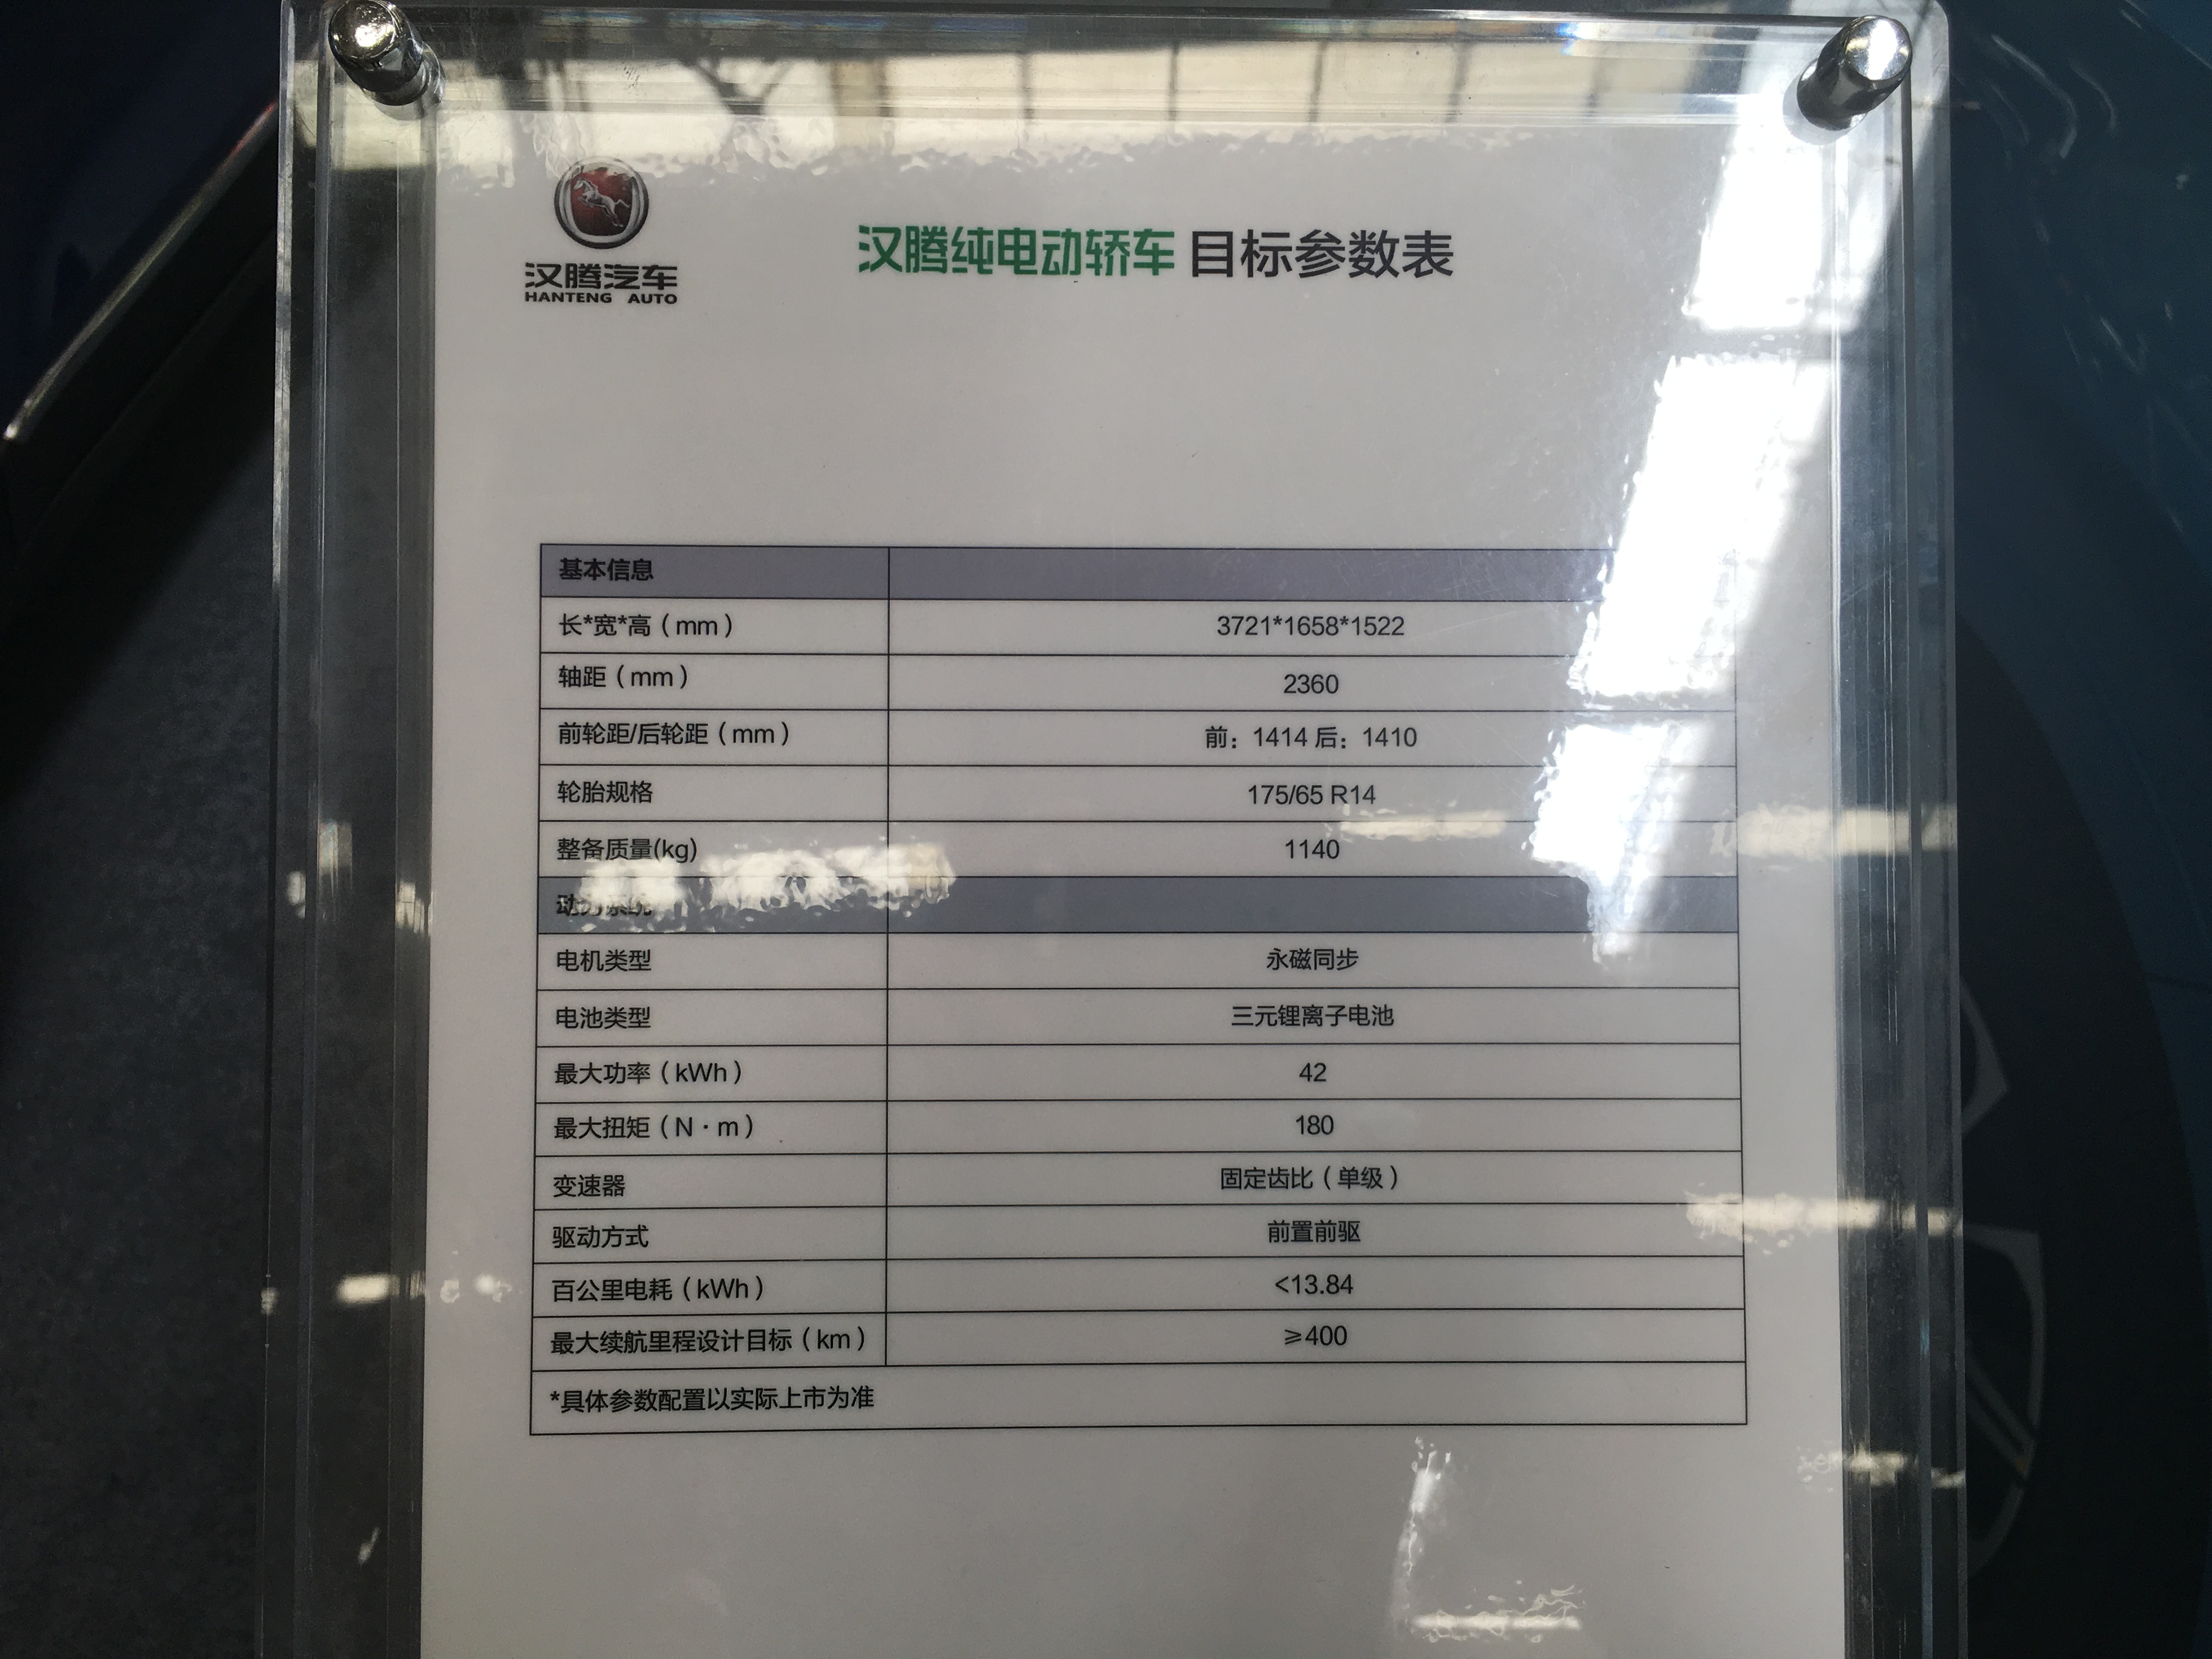 汉腾汽车
HANTENG AUTO
汉腾纯电动轿车 目标参数表
基本信息
长*宽*高（mm） 3721*1658*1522
轴距（mm） 2360
前轮距/后轮距（mm） 前：1414 后：1410
轮胎规格 175/65 R14
整备质量(kg) 1140
动力系统
电机类型 永磁同步
电池类型 三元锂离子电池
最大功率（kWh） 42
最大扭矩（N·m） 180
变速器 固定齿比（单级）
驱动方式 前置前驱
百公里电耗（kWh） <13.84
最大续航里程设计目标（km） ⩾400
*具体参数配置以实际上市为准